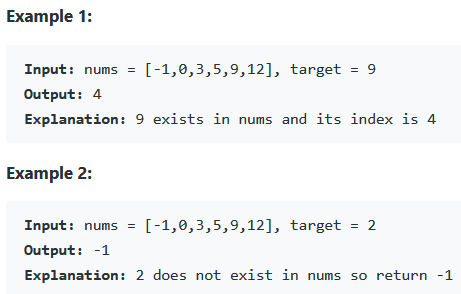 Example 1:
Input: nums = [-1,0,3,5,9,12], target = 9
Output: 4
Explanation: 9 exists in nums and its index is 4
Example 2:
Input: nums = [-1,0,3,5,9,12], target = 2
Output: -1
Explanation: 2 does not exist in nums so return -1